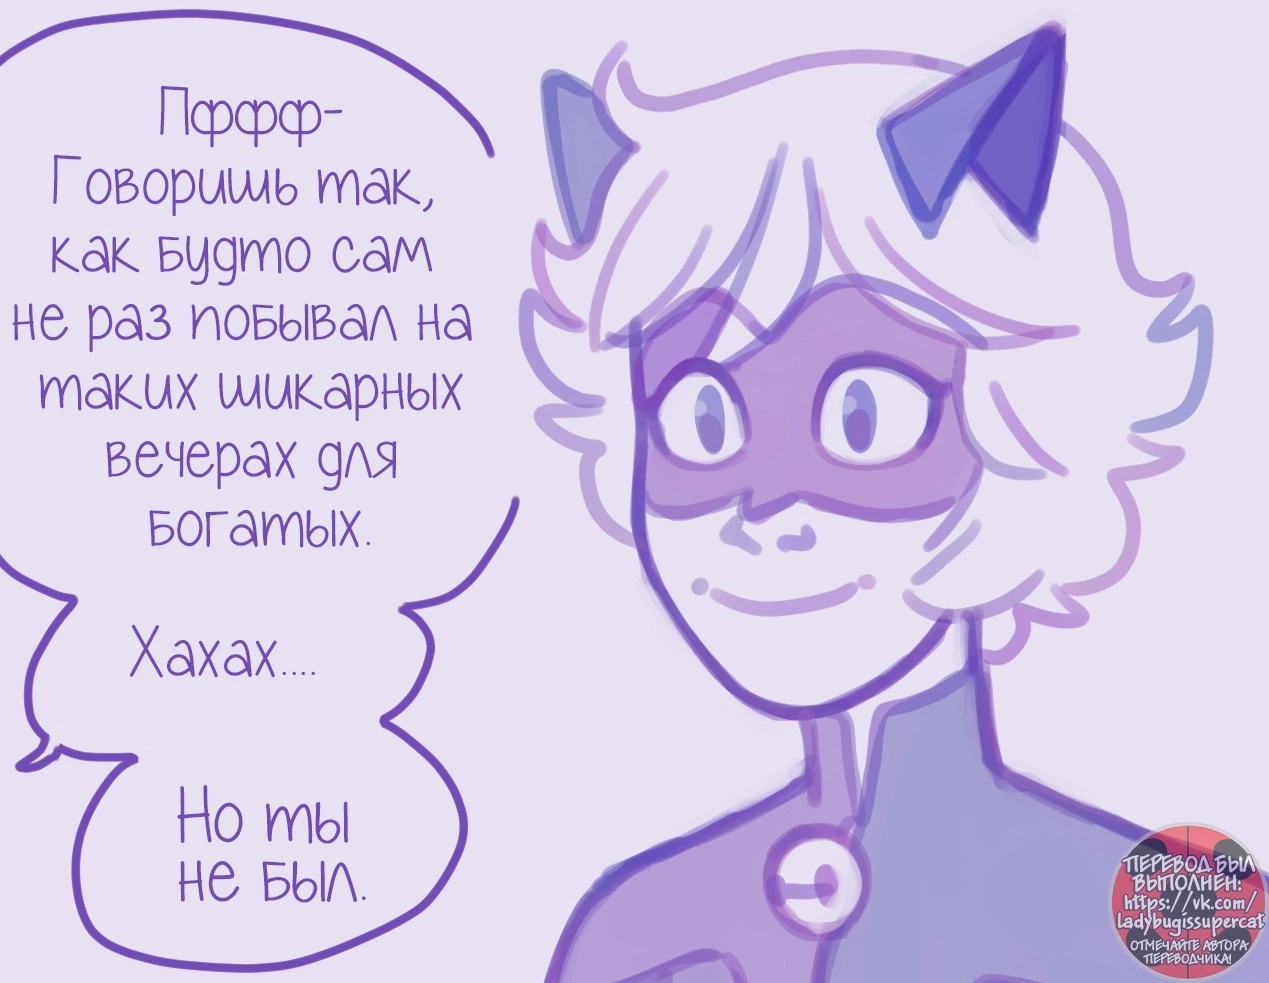 Пффф-
Говоришь так,
как будто сам
не раз побывал на
таких шикарных
вечерах для
богатых.
Хахах....
Но ты
не был.
ПЕРЕВОД БЫЛ
ВЫПОЛНЕН:
https://vk.com/
ladybugissupercat
ОТМЕЧАЙТЕ АВТОРА
ПЕРЕВОДЧИКА!